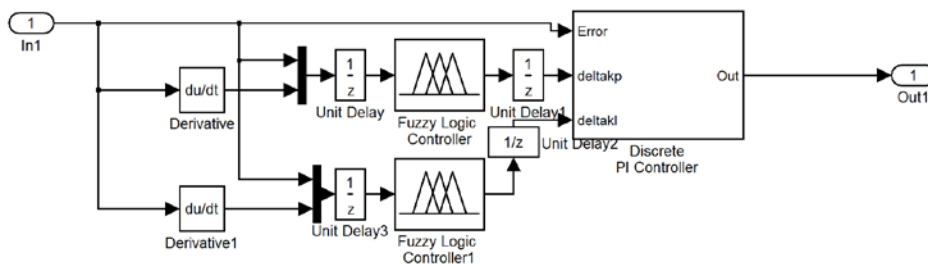 1
In1
du/dt
Derivative
1
z
Unit Delay
Fuzzy Logic
Controller
1
z
Unit Delay1
Error
deltakp
deltakI
Out
Discrete
PI Controller
1
Out1
1/z
Unit Delay2
du/dt
Derivative1
1
z
Unit Delay3
Fuzzy Logic
Controller1